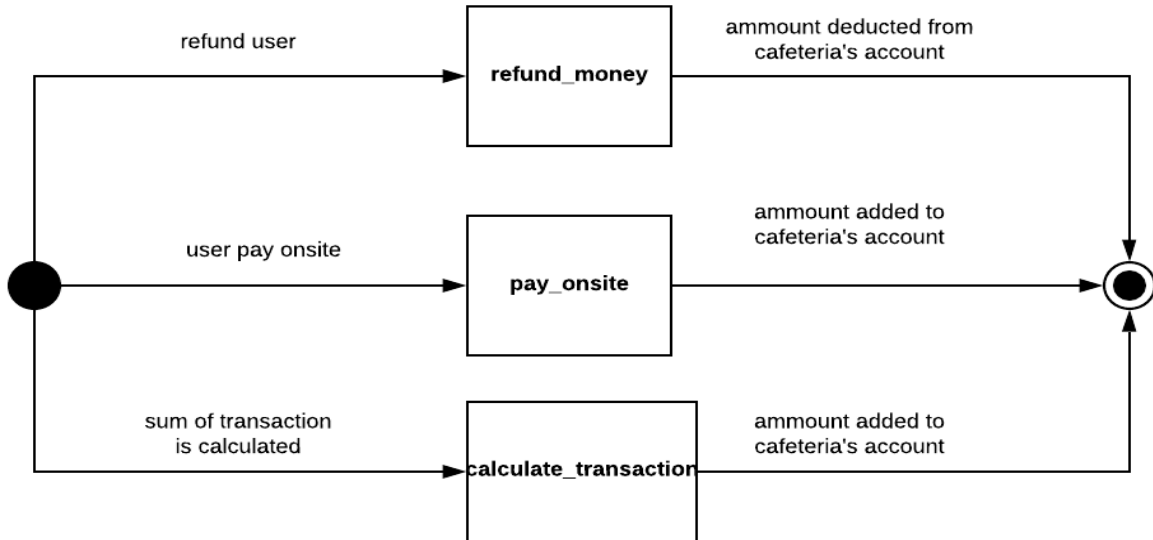 refund user
refund_money
ammount deducted from
cafeteria's account
user pay onsite
pay_onsite
ammount added to
cafeteria's account
sum of transaction
is calculated
calculate_transaction
ammount added to
cafeteria's account